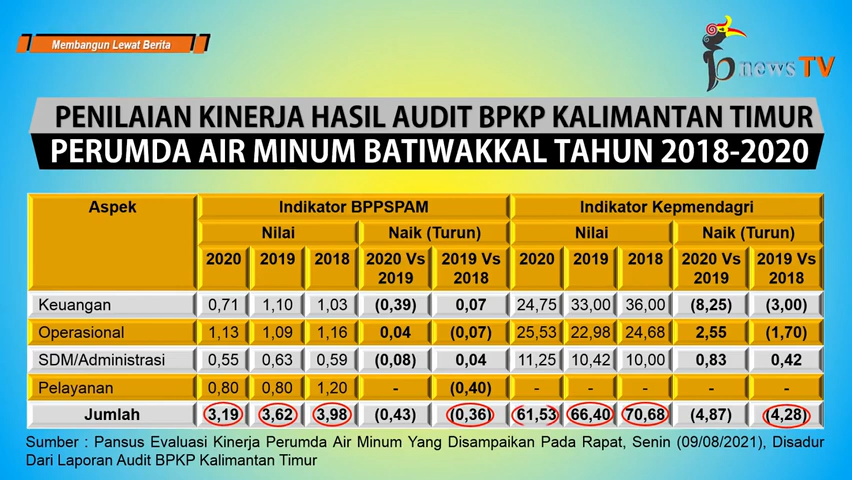 Membangun Lewat Berita
pnews TV
PENILAIAN KINERJA HASIL AUDIT BPKP KALIMANTAN TIMUR
PERUMDA AIR MINUM BATIWAKKAL TAHUN 2018-2020
Aspek Indikator BPPSPAM Indikator Kepmendagri
Nilai Naik (Turun) Nilai Naik (Turun)
2020 2019 2018 2020 Vs 2019 2019 Vs 2018 2020 2019 2018 2020 Vs 2019 2019 Vs 2018
Keuangan 0,71 1,10 1,03 (0,39) 0,07 24,75 33,00 36,00 (8,25) (3,00)
Operasional 1,13 1,09 1,16 0,04 (0,07) 25,53 22,98 24,68 2,55 (1,70)
SDM/Administrasi 0,55 0,63 0,59 (0,08) 0,04 11,25 10,42 10,00 0,83 0,42
Pelayanan 0,80 0,80 1,20 - (0,40) - - - - -
Jumlah 3,19 3,62 3,98 (0,43) (0,36) 61,53 66,40 70,68 (4,87) (4,28)
Sumber : Pansus Evaluasi Kinerja Perumda Air Minum Yang Disampaikan Pada Rapat, Senin (09/08/2021), Disadur
Dari Laporan Audit BPKP Kalimantan Timur